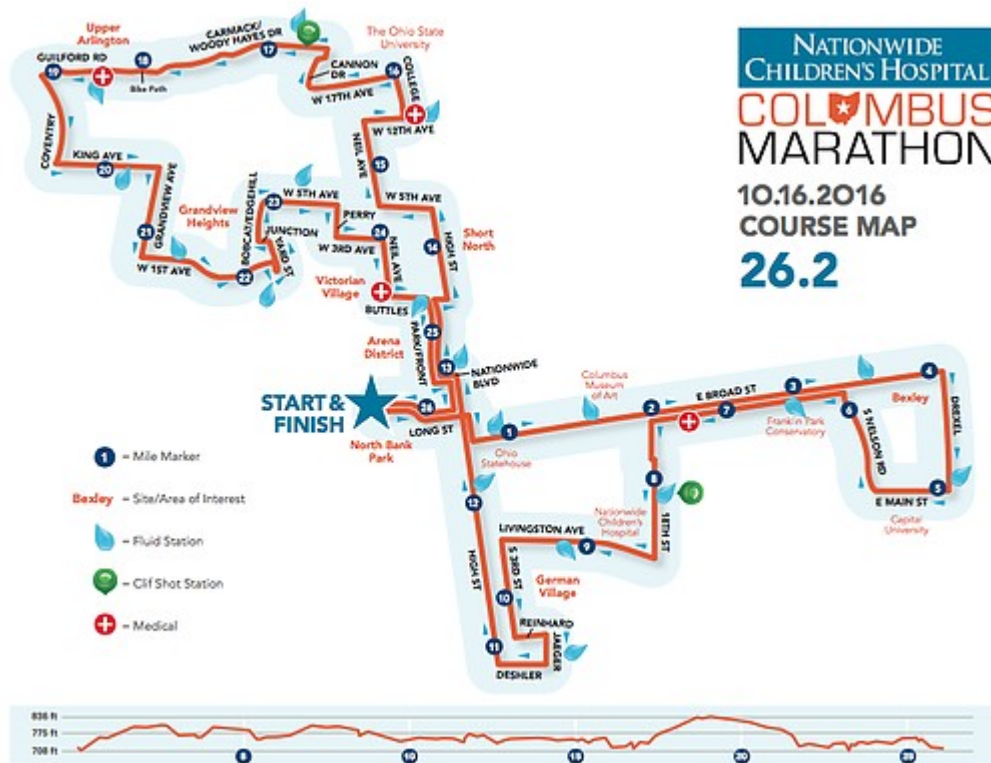 NATIONWIDE
CHILDREN'S HOSPITAL
COLUMBUS
MARATHON
10.16.2016
COURSE MAP
26.2
Upper
Arlington
CARMACK/
WOODY HAYES DR
The Ohio State
University
GUILFORD RD
18
17
19
Bike Path
CANNON
DR
16
COLLEGE
W 17TH AVE
W 12TH AVE
COVENTRY
KING AVE
20
NEIL AVE
15
GRANDVIEW AVE
W 5TH AVE
W 5TH AVE
Grandview
Heights
BOBCAT/EDGEHILL
23
PERRY
JUNCTION
YARD ST
21
W 3RD AVE
24
NEIL AVE
14
HIGH ST
Short
North
W 1ST AVE
22
Victorian
Village
BUTTLES
Arena
District
PARK/FRONT
25
13
NATIONWIDE
BLVD
START &
FINISH
26
LONG ST
North Bank
Park
Columbus
Museum
of Art
E BROAD ST
1
2
7
3
4
Ohio
Statehouse
Franklin Park
Conservatory
6
Bexley
DREXEL
S NELSON RD
5
E MAIN ST
Capital
University
8
18TH ST
Nationwide
Children's
Hospital
12
LIVINGSTON AVE
9
HIGH ST
S 3RD ST
German
Village
10
REINHARD
JAEGER
11
DESHLER
1 = Mile Marker
Bexley = Site/Area of Interest
= Fluid Station
= Clif Shot Station
= Medical
836 ft
775 ft
708 ft
5
10
15
20
25